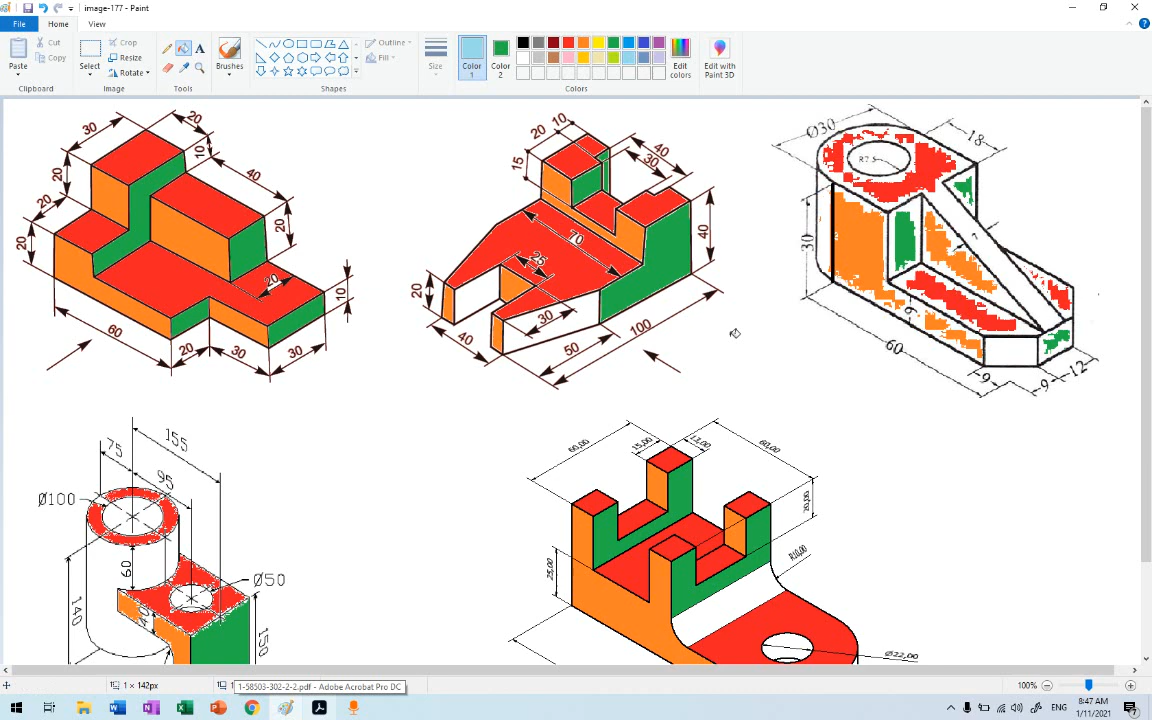 image-177 - Paint
File Home View
Paste
Cut
Copy
Clipboard
Select
Crop
Resize
Rotate
Image
A
Tools
Brushes
Shapes
Outline
Fill
Size
Color 1
Color 2
Colors
Edit colors
Edit with Paint 3D
30
20
10
20
40
20
20
20
20
10
60
20
30
30
20
10
15
40
30
40
70
25
20
30
40
50
100
Ø30
18
R7.5
30
7
6
60
9
9
12
155
75
95
Ø100
60
Ø50
140
40
150
60,00
15,00
13,00
60,00
20,00
25,00
R10,00
Ø22,00
1 × 142px
1-58503-302-2-2.pdf - Adobe Acrobat Pro DC
100%
ENG
8:47 AM
1/11/2021